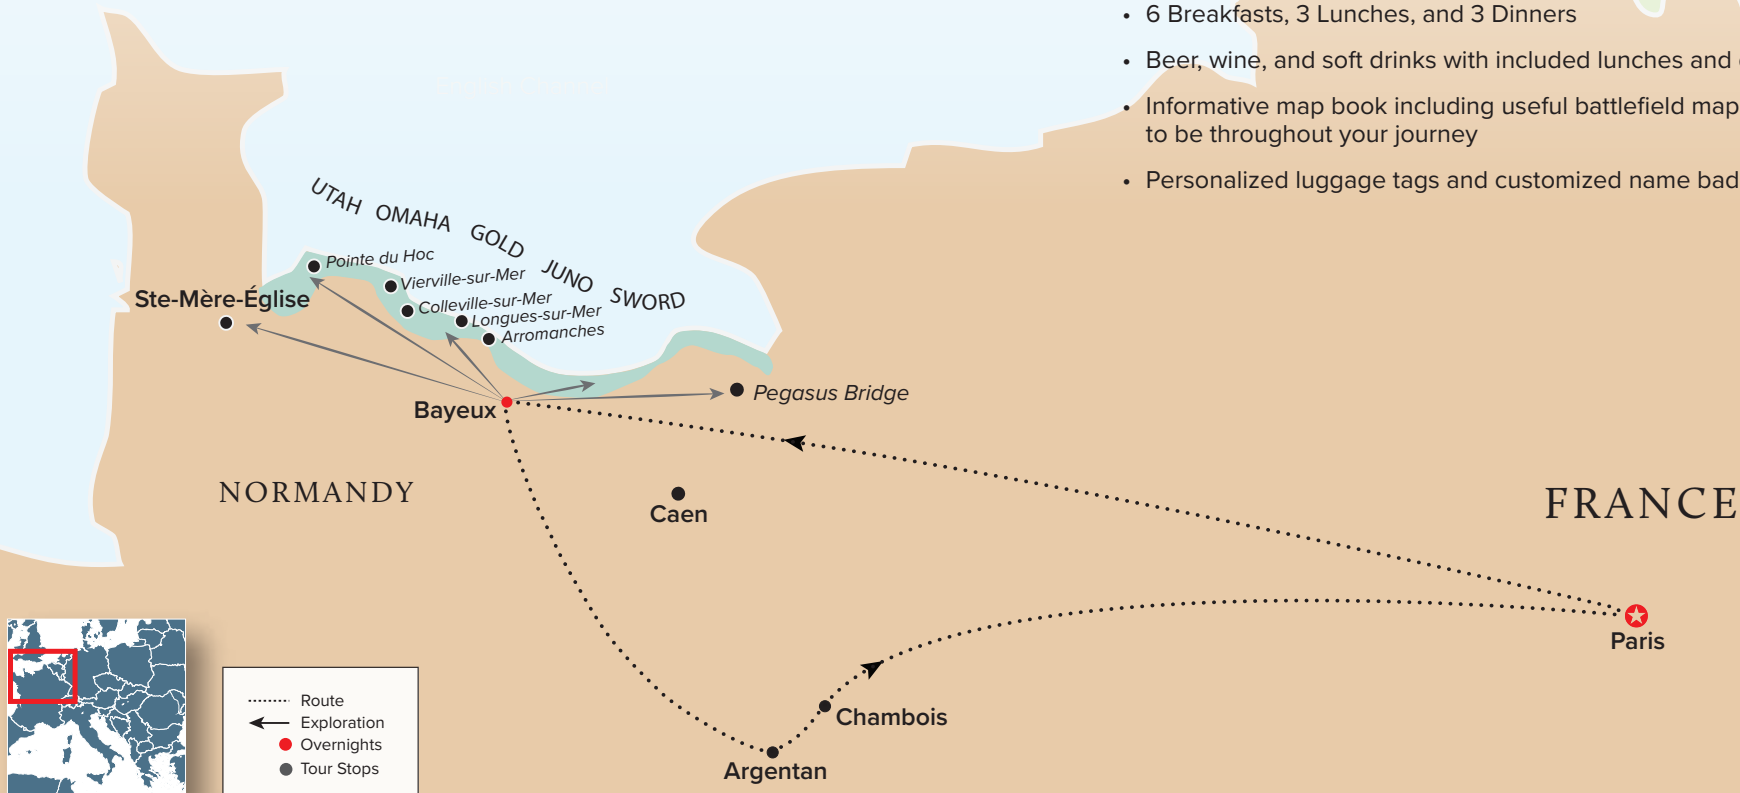 • 6 Breakfasts, 3 Lunches, and 3 Dinners
• Beer, wine, and soft drinks with included lunches and
• Informative map book including useful battlefield map
to be throughout your journey
• Personalized luggage tags and customized name bad
UTAH OMAHA GOLD JUNO SWORD
Pointe du Hoc
Vierville-sur-Mer
Ste-Mère-Église
Colleville-sur-Mer
Longues-sur-Mer
Arromanches
Pegasus Bridge
Bayeux
NORMANDY
Caen
FRANCE
Paris
Chambois
Argentan
Route
Exploration
Overnights
Tour Stops